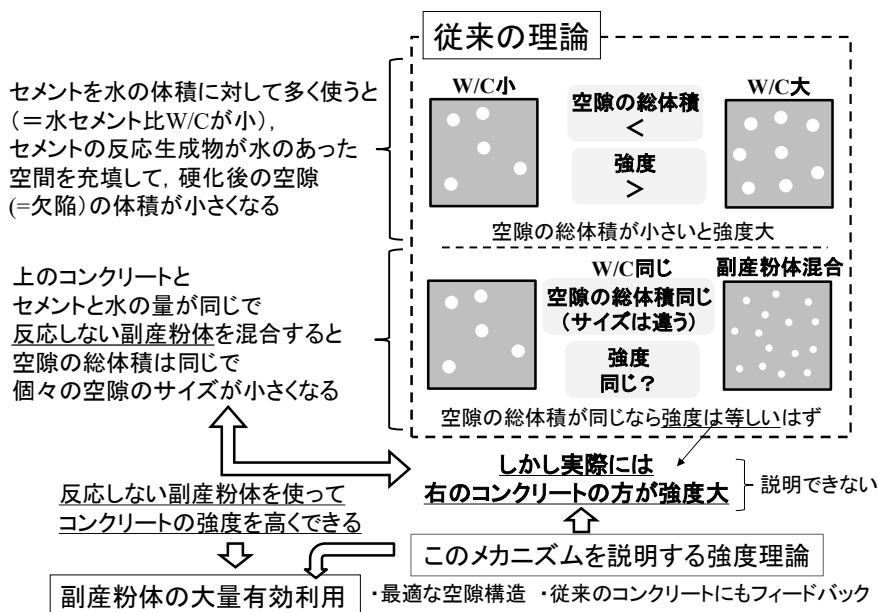 従来の理論
セメントを水の体積に対して多く使うと
(＝水セメント比W/Cが小)，
セメントの反応生成物が水のあった
空間を充填して，硬化後の空隙
(=欠陥)の体積が小さくなる
W/C小
空隙の総体積
＜
強度
＞
W/C大
空隙の総体積が小さいと強度大
上のコンクリートと
セメントと水の量が同じで
反応しない副産粉体を混合すると
空隙の総体積は同じで
個々の空隙のサイズが小さくなる
W/C同じ
空隙の総体積同じ
(サイズは違う)
強度
同じ？
副産粉体混合
空隙の総体積が同じなら強度は等しいはず
しかし実際には
右のコンクリートの方が強度大
説明できない
反応しない副産粉体を使って
コンクリートの強度を高くできる
このメカニズムを説明する強度理論
副産粉体の大量有効利用
・最適な空隙構造 ・従来のコンクリートにもフィードバック